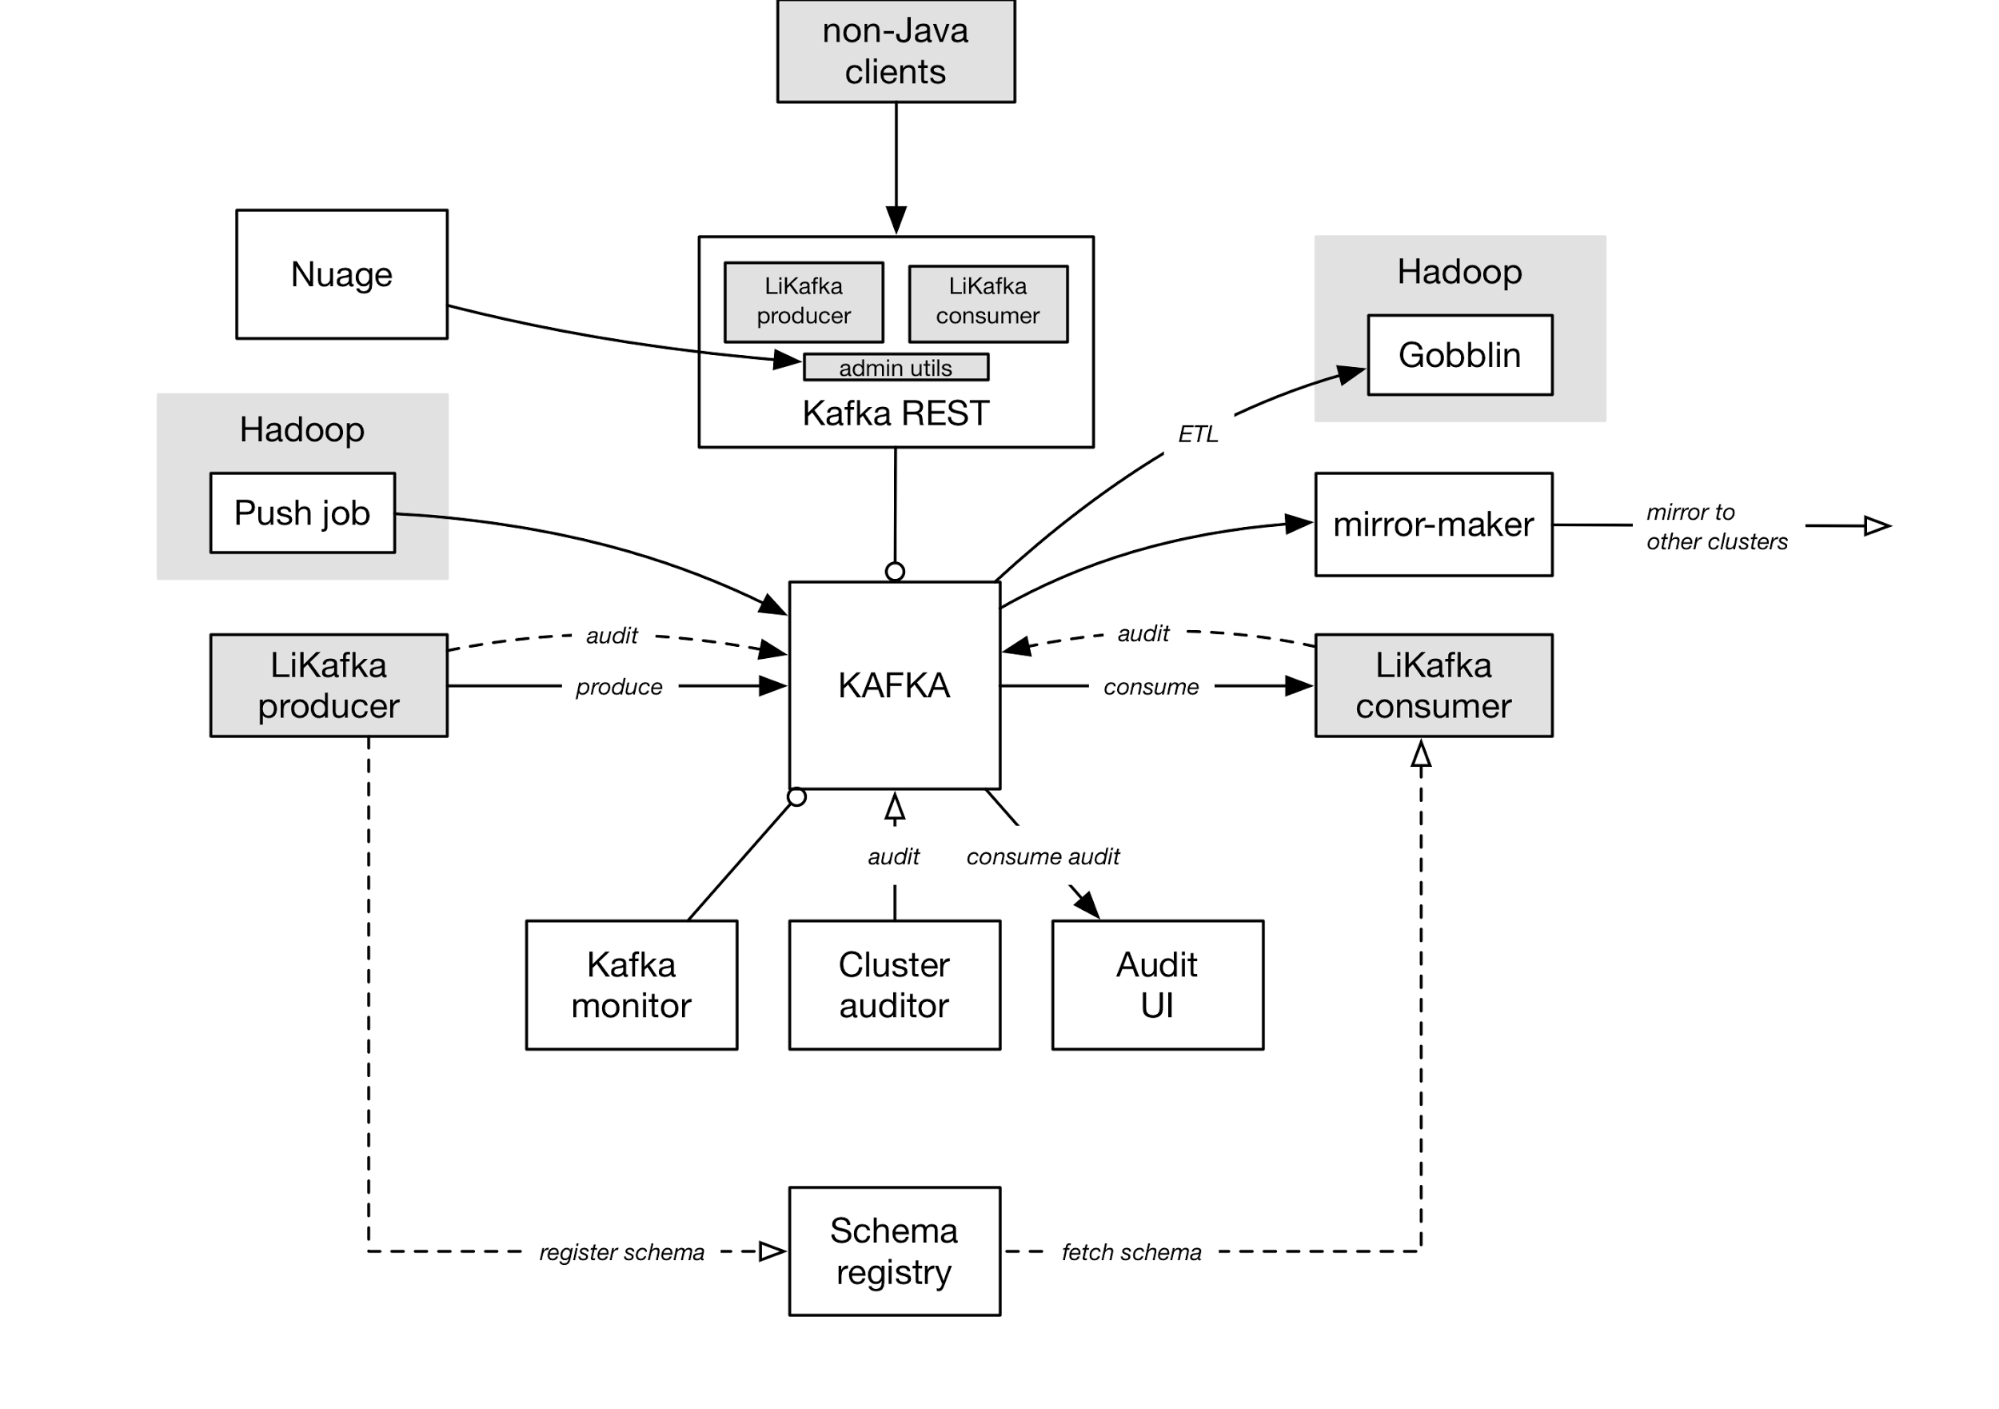 non-Java
clients
Nuage
LiKafka
producer
LiKafka
consumer
admin utils
Kafka REST
Hadoop
Gobblin
ETL
Hadoop
Push job
mirror-maker
mirror to
other clusters
audit
produce
LiKafka
producer
KAFKA
audit
consume
LiKafka
consumer
audit
consume audit
Kafka
monitor
Cluster
auditor
Audit
UI
register schema
Schema
registry
fetch schema